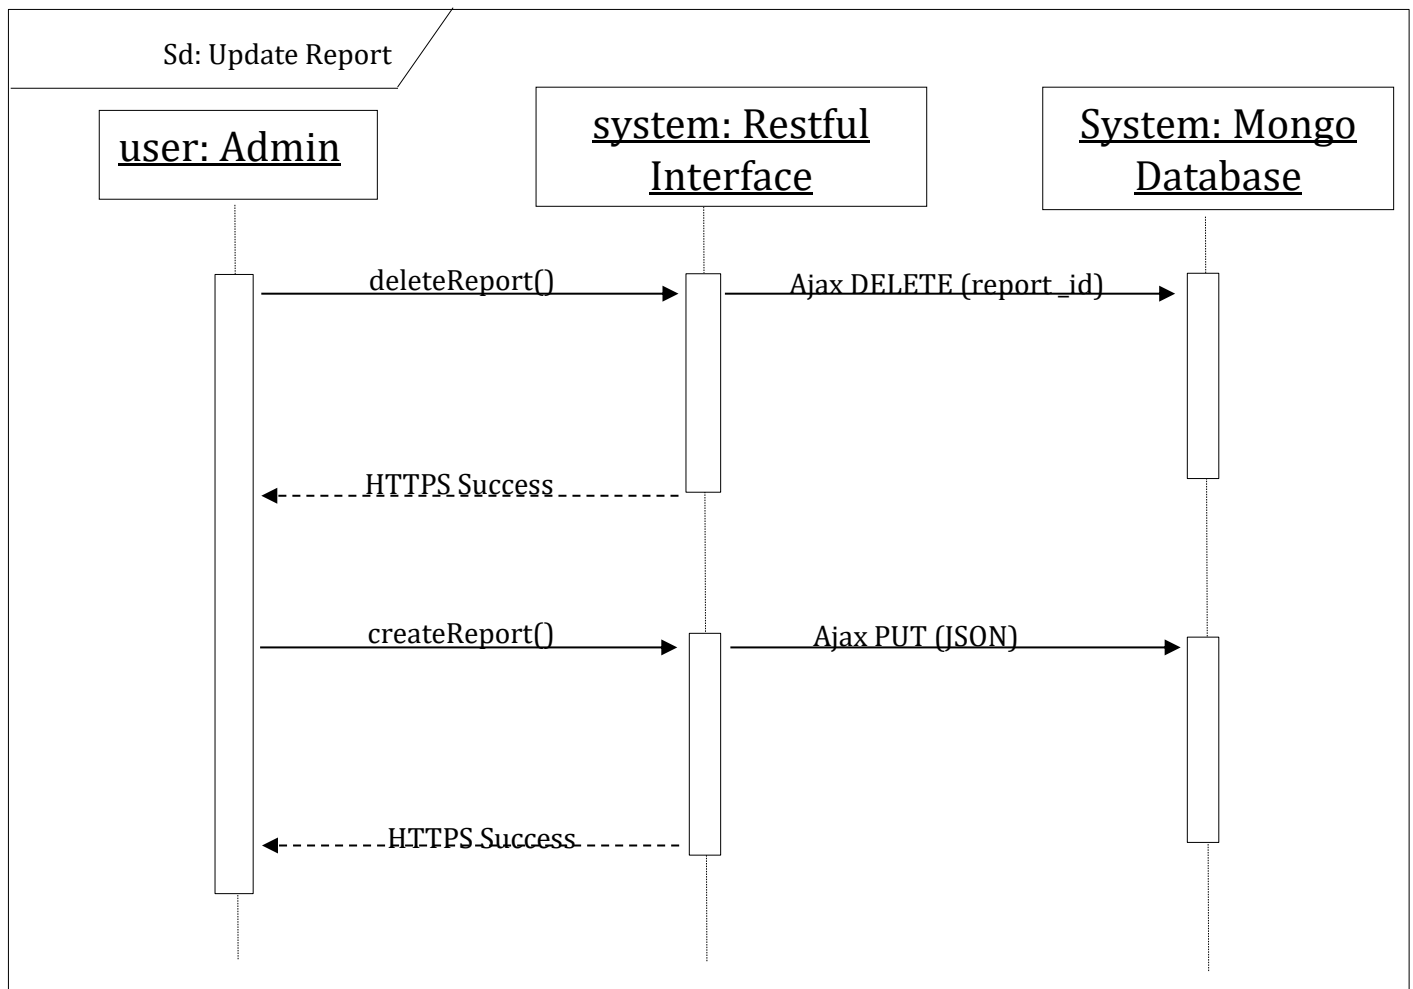 Sd: Update Report
user: Admin
system: Restful
Interface
System: Mongo
Database
deleteReport()
Ajax DELETE (report_id)
HTTPS Success
createReport()
Ajax PUT (JSON)
HTTPS Success